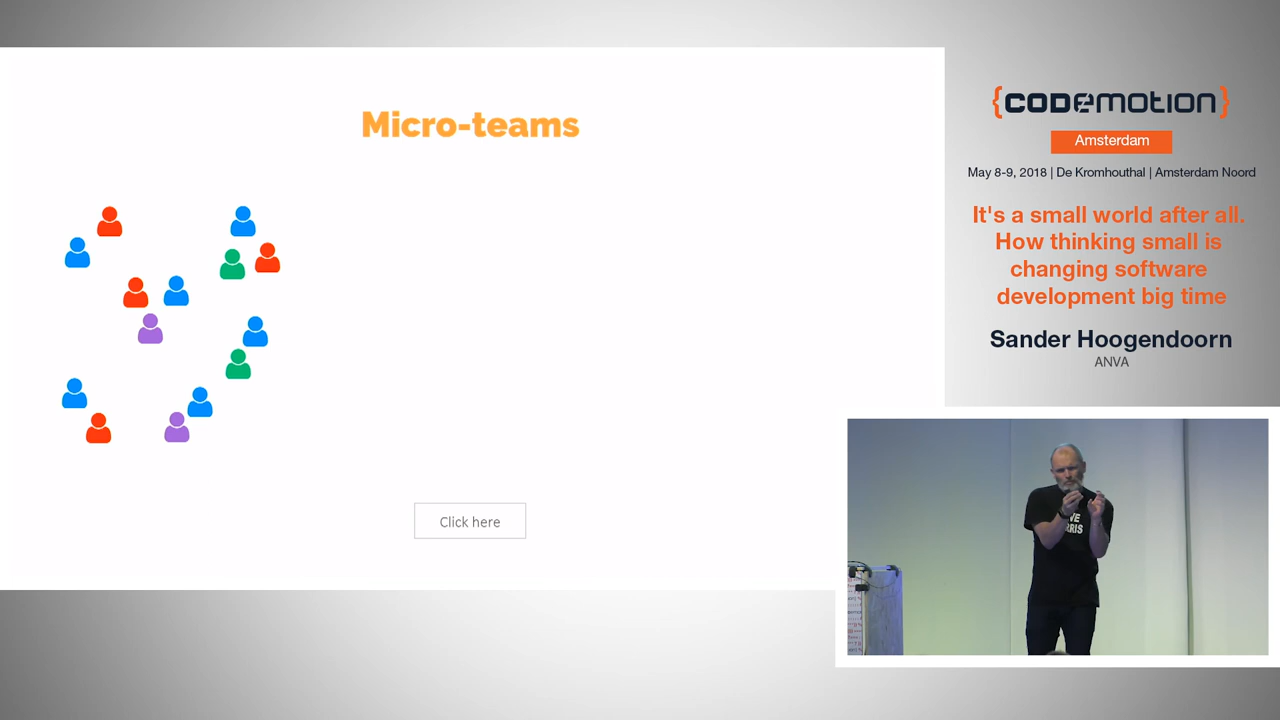 Micro-teams
Click here
{CODEMOTION}
Amsterdam
May 8-9, 2018 | De Kromhouthal | Amsterdam Noord
It's a small world after all.
How thinking small is
changing software
development big time
Sander Hoogendoorn
ANVA